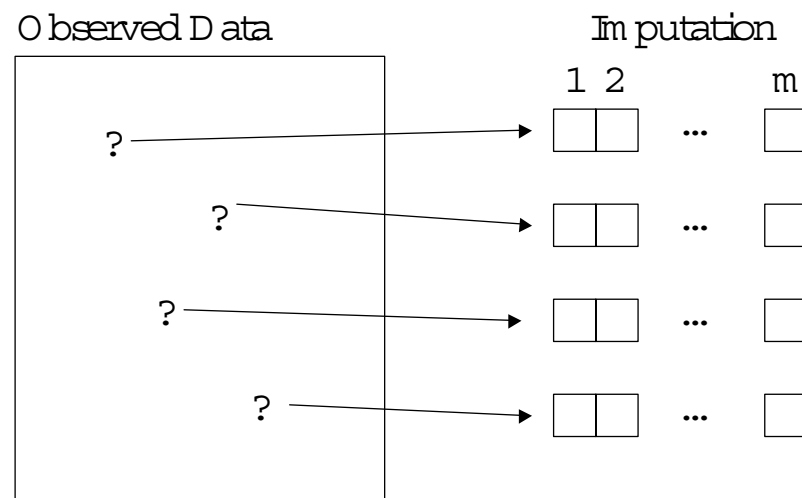 Observed Data Imputation
1 2 m
? ...
? ...
? ...
? ...